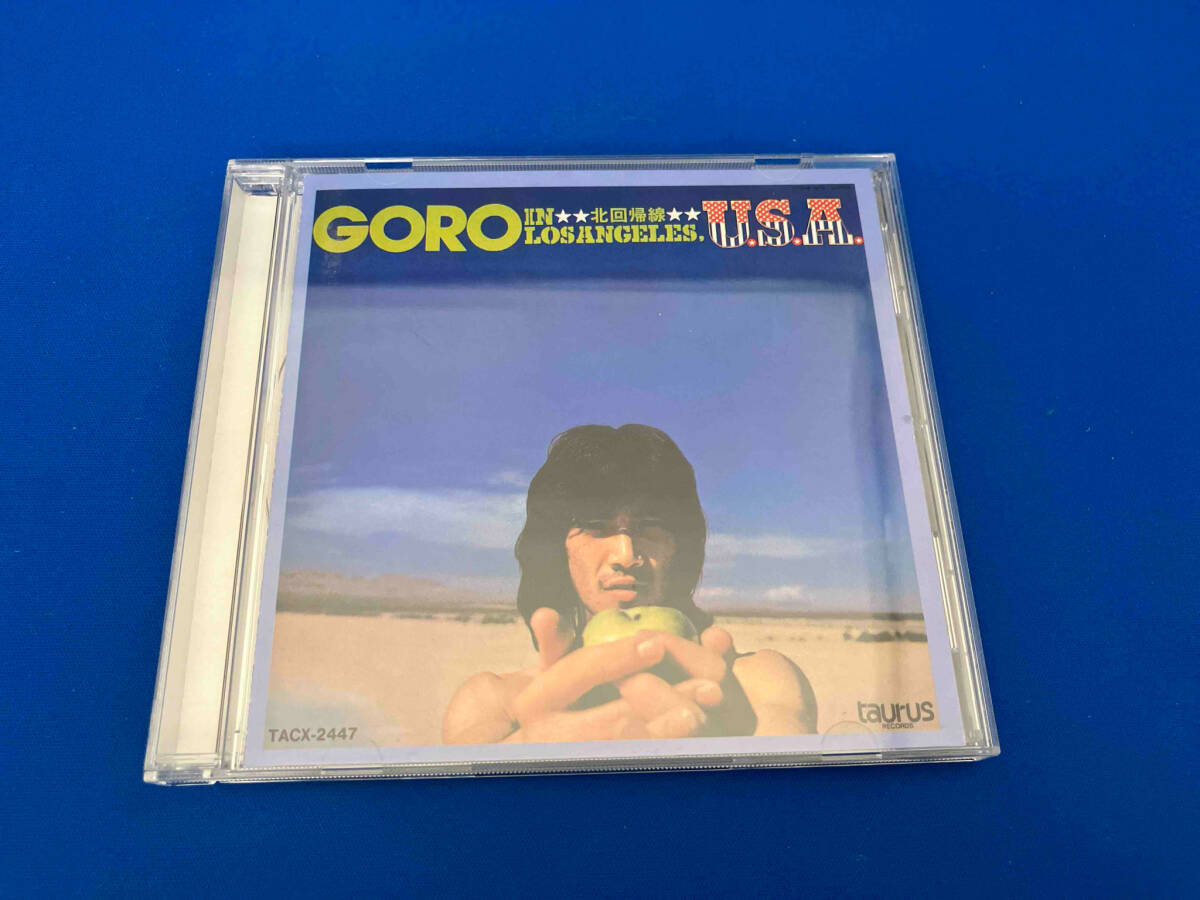 GORO IN ★★北回帰線★★ U.S.A.
LOSANGELES,
TACX-2447
taurus
RECORDS